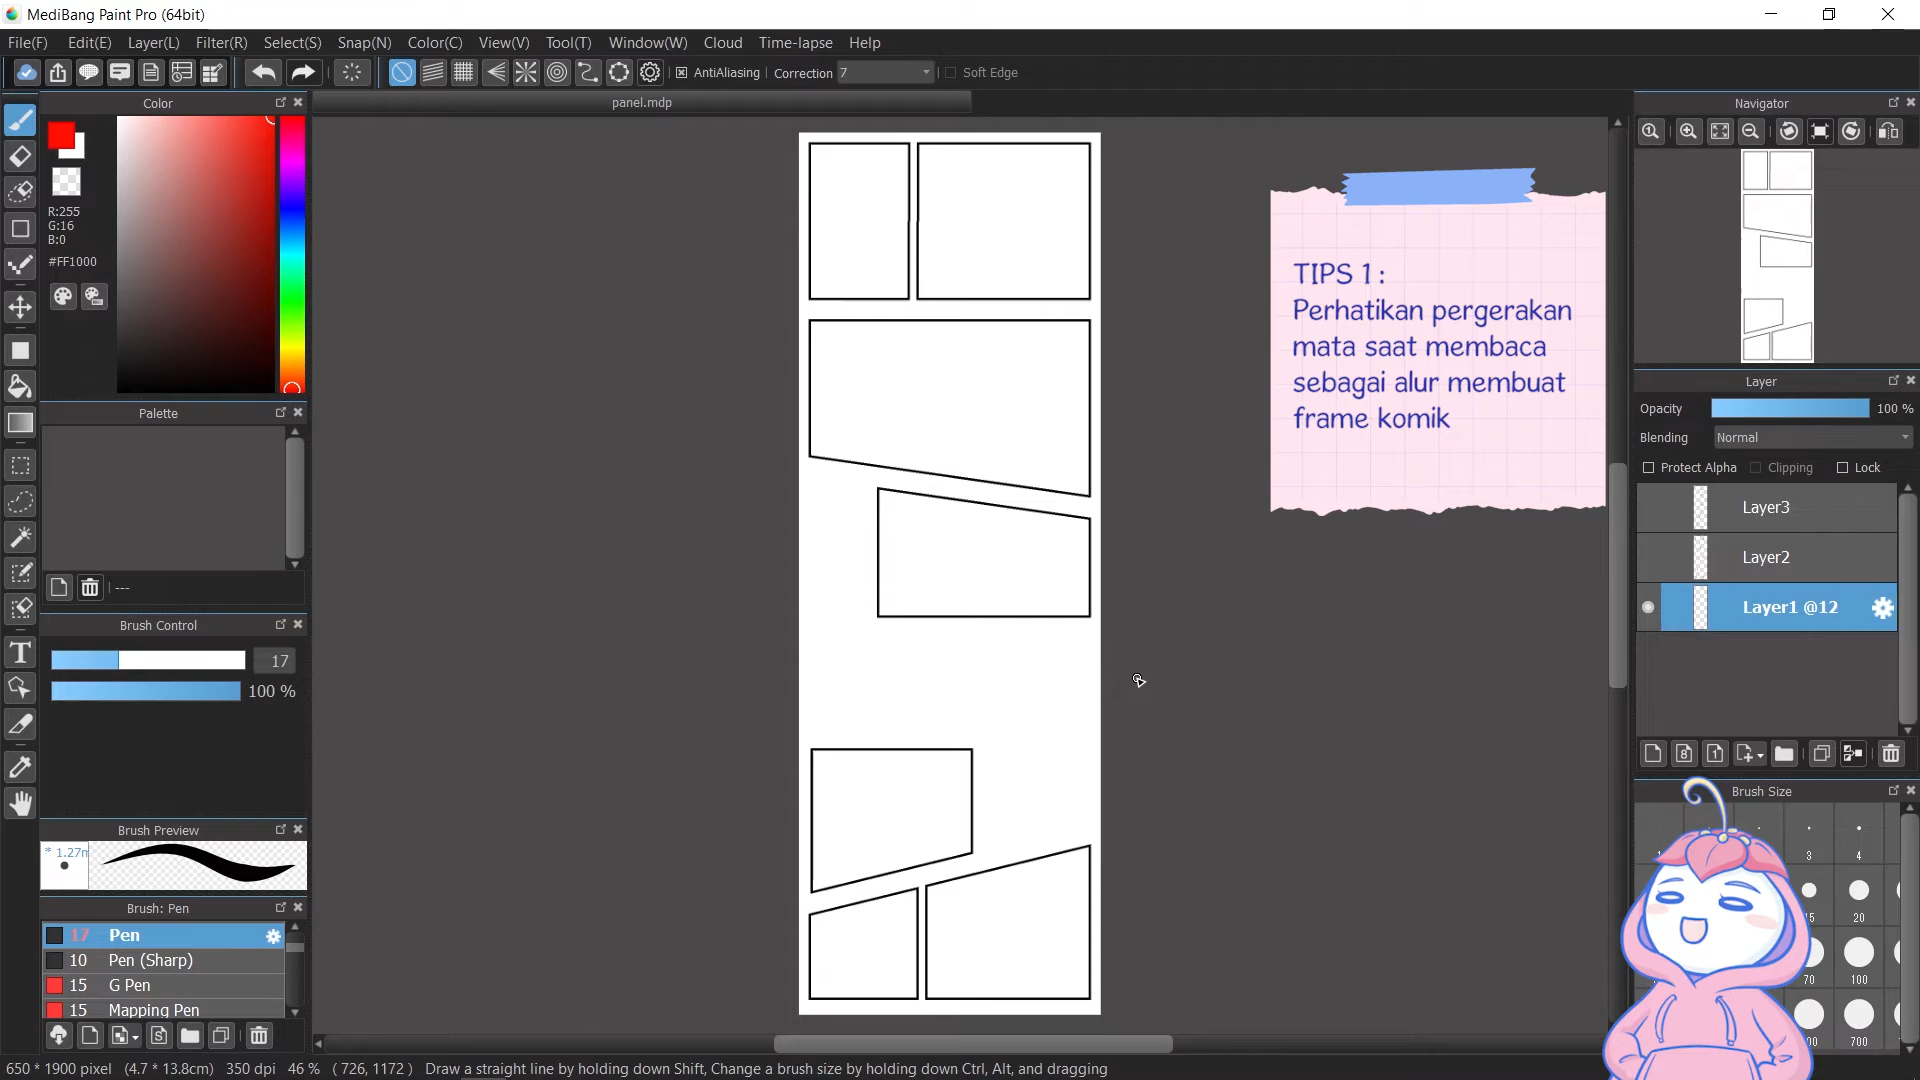 MediBang Paint Pro (64bit)
File(F) Edit(E) Layer(L) Filter(R) Select(S) Snap(N) Color(C) View(V) Tool(T) Window(W) Cloud Time-lapse Help
AntiAliasing Correction 7 Soft Edge
Color
panel.mdp
R:255
G:16
B:0
#FF1000
Palette
---
Brush Control
17
100 %
Brush Preview
Brush: Pen
17 Pen
10 Pen (Sharp)
15 G Pen
15 Mapping Pen
TIPS 1 :
Perhatikan pergerakan
mata saat membaca
sebagai alur membuat
frame komik
Navigator
Layer
Opacity 100 %
Blending Normal
Protect Alpha Clipping Lock
Layer3
Layer2
Layer1 @12
Brush Size
3 4
20
70 100
700
650 * 1900 pixel (4.7 * 13.8cm) 350 dpi 46 % ( 726, 1172 ) Draw a straight line by holding down Shift, Change a brush size by holding down Ctrl, Alt, and dragging